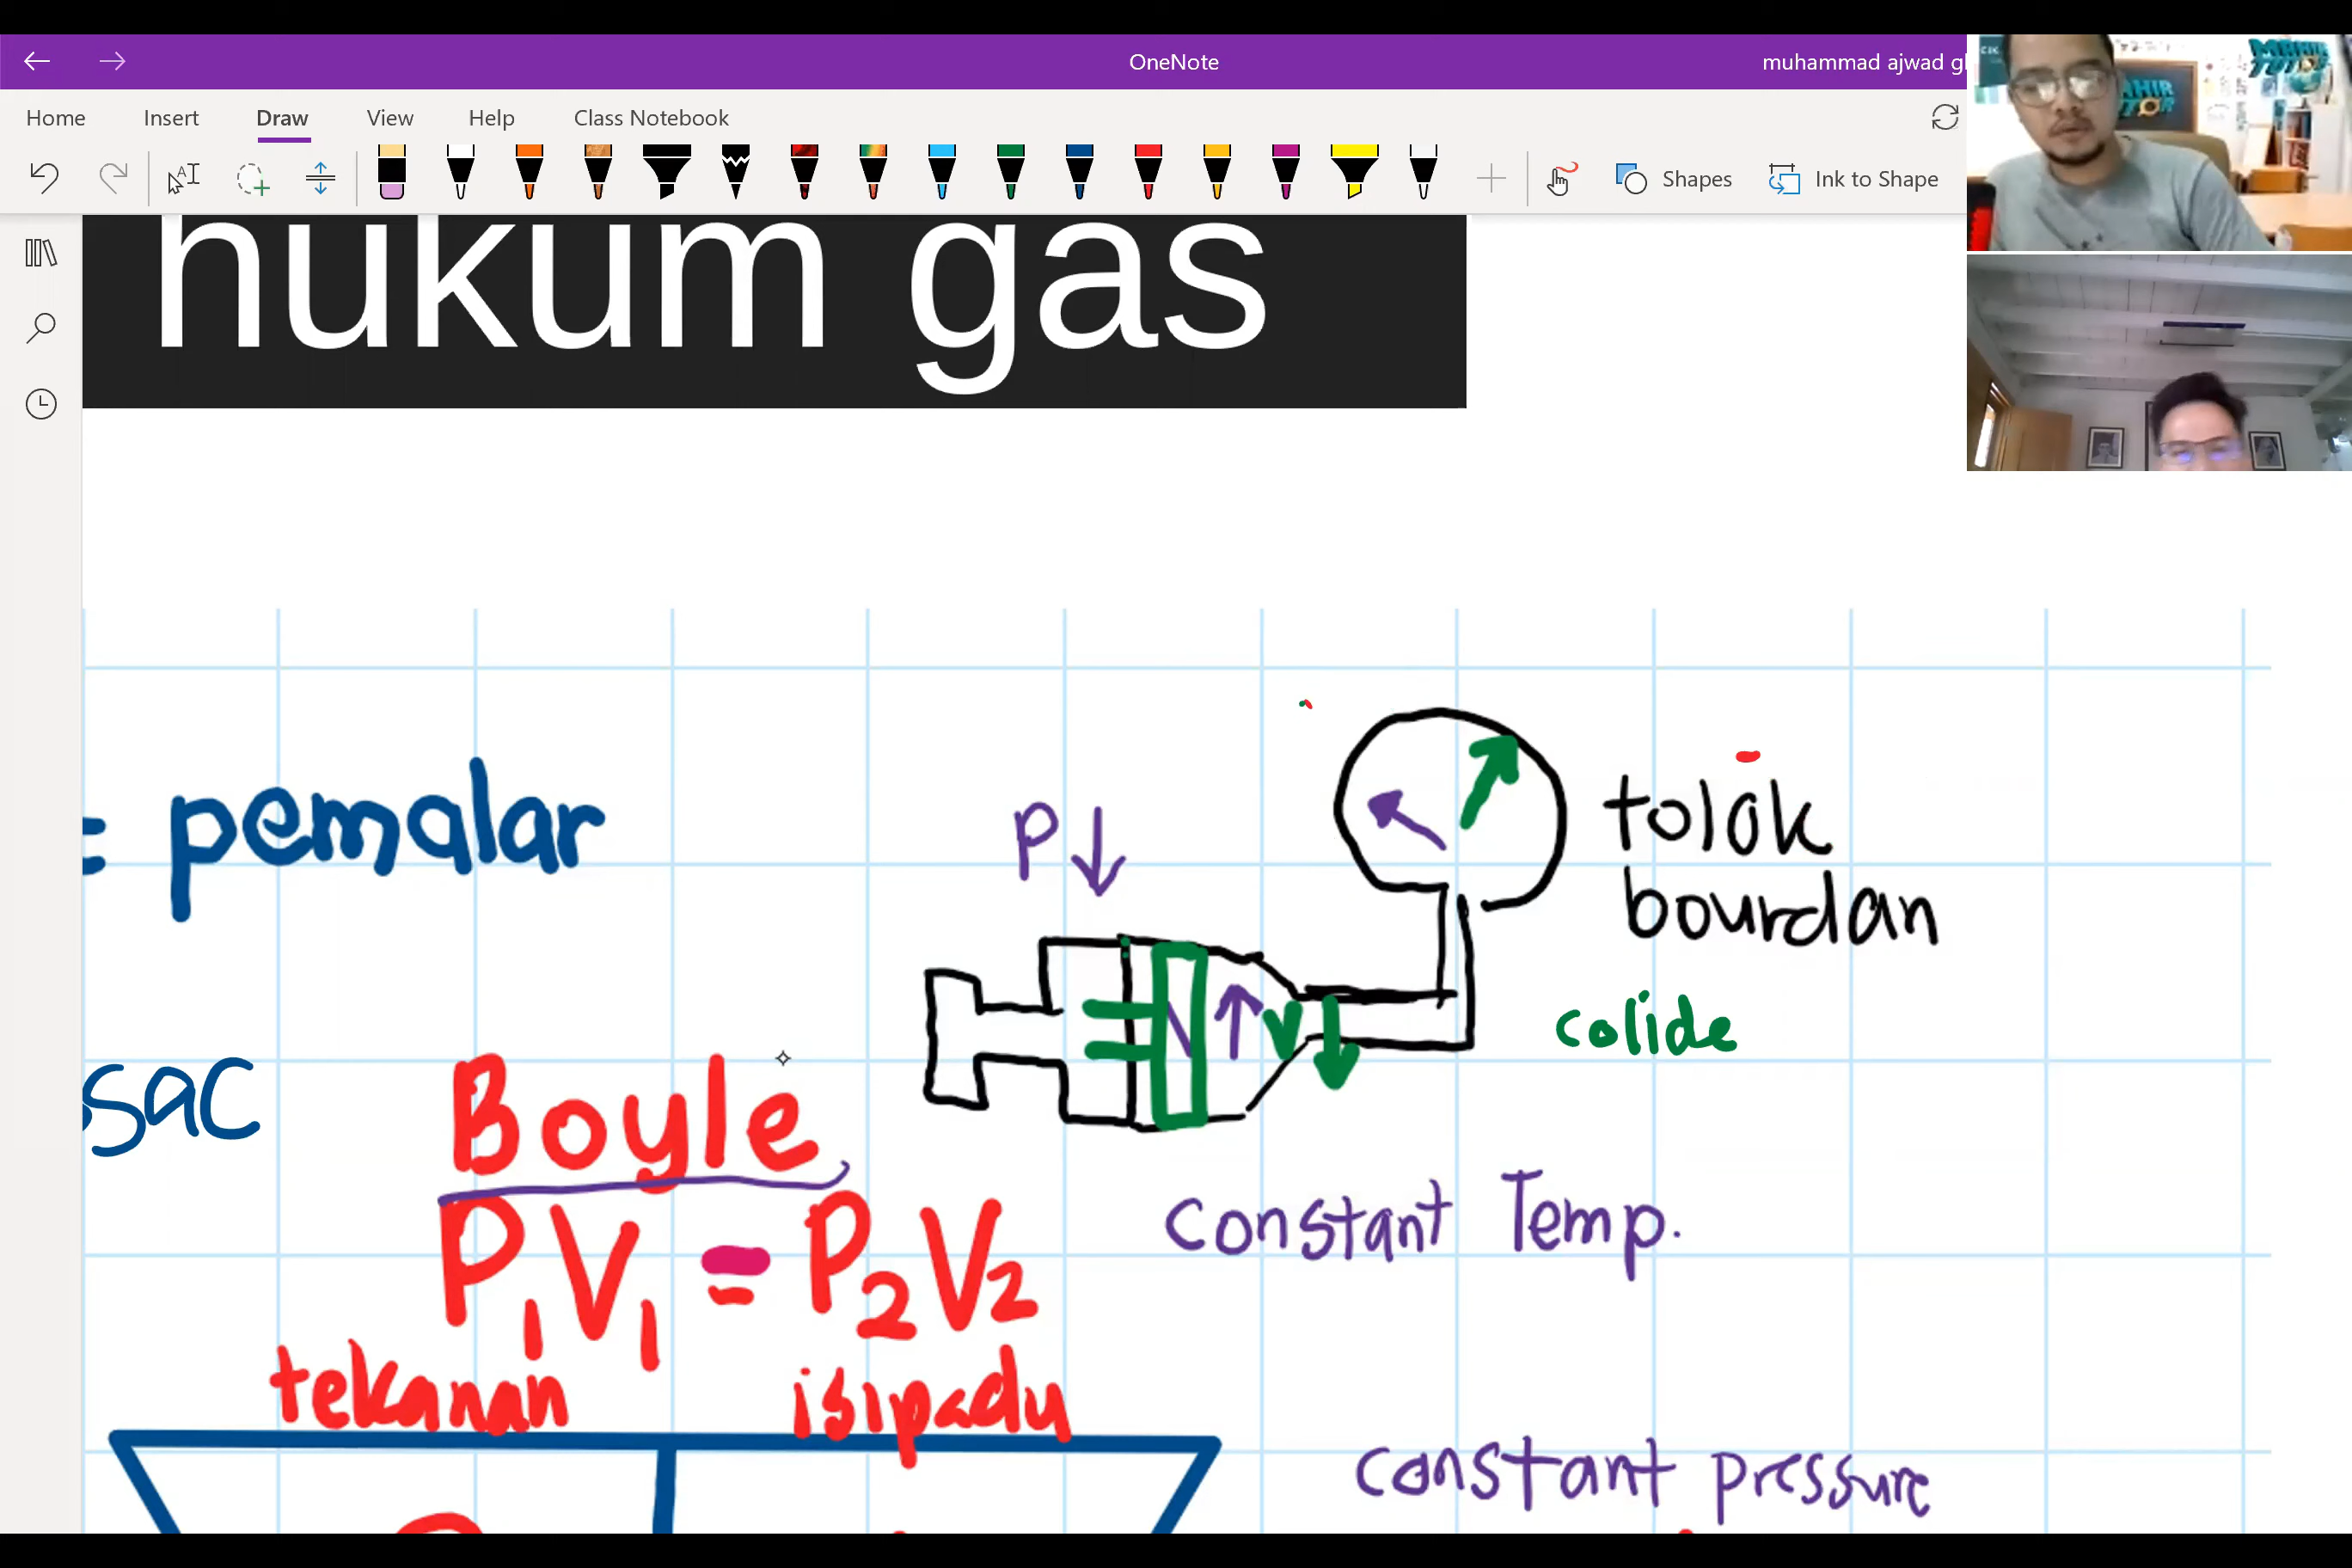 OneNote
muhammad ajwad g
Home Insert Draw View Help Class Notebook
Shapes Ink to Shape
hukum gas
= pemalar
P↓
tolok
bourdan
V↑ V↓
colide
sac
Boyle
P₁V₁ = P₂V₂
constant Temp.
tekanan isipadu
constant pressure